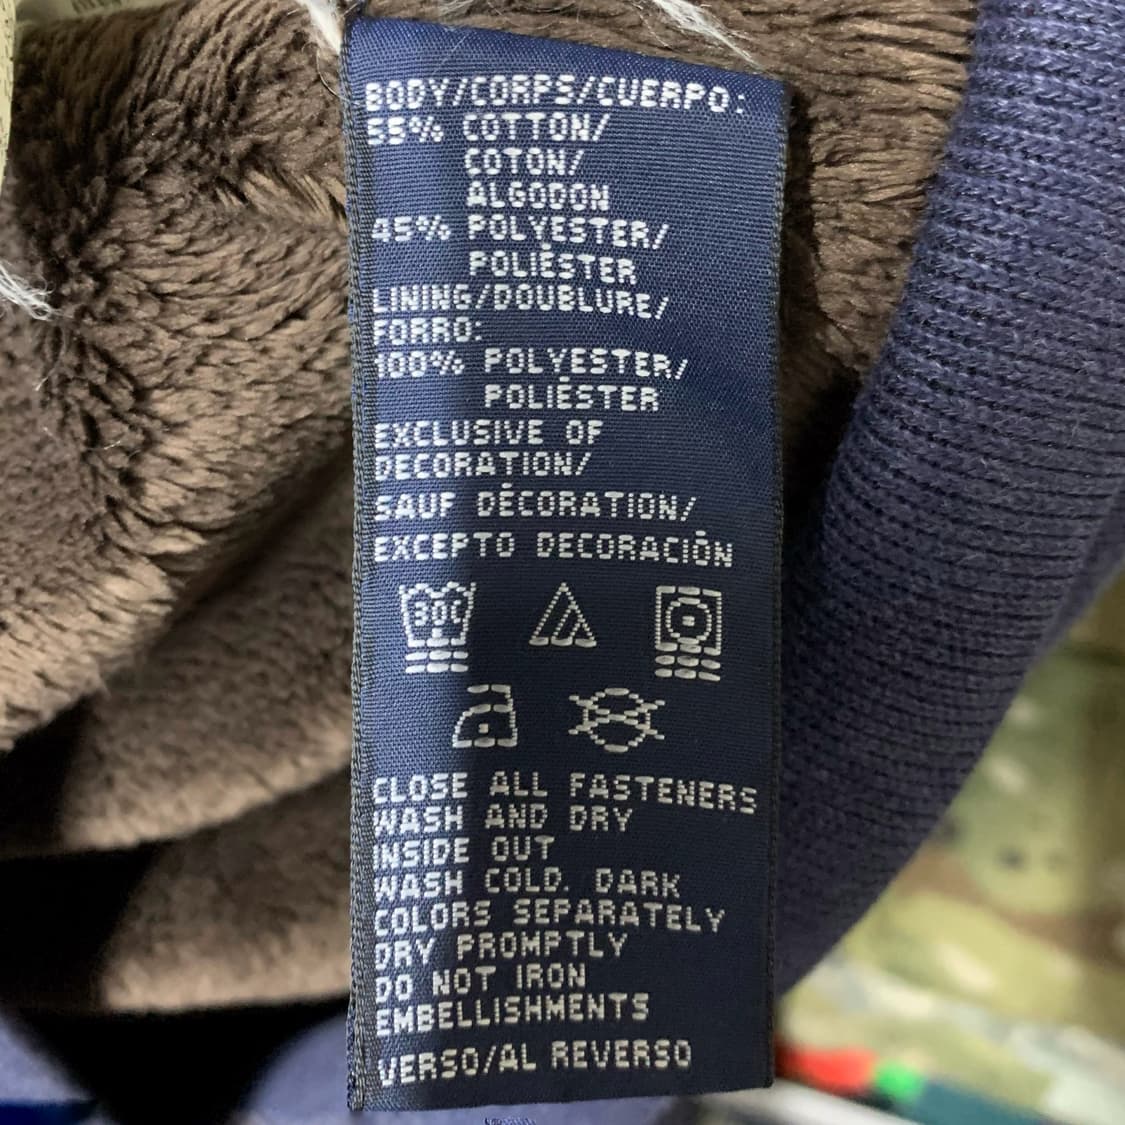 BODY/CORPS/CUERPO:
55% COTTON/
COTON/
ALGODON
45% POLYESTER/
POLIÉSTER
LINING/DOUBLURE/
FORRO:
100% POLYESTER/
POLIÉSTER
EXCLUSIVE OF
DECORATION/
SAUF DÉCORATION/
EXCEPTO DECORACIÓN
30C
CLOSE ALL FASTENERS
WASH AND DRY
INSIDE OUT
WASH COLD. DARK
COLORS SEPARATELY
DRY PROMPTLY
DO NOT IRON
EMBELLISHMENTS
VERSO/AL REVERSO